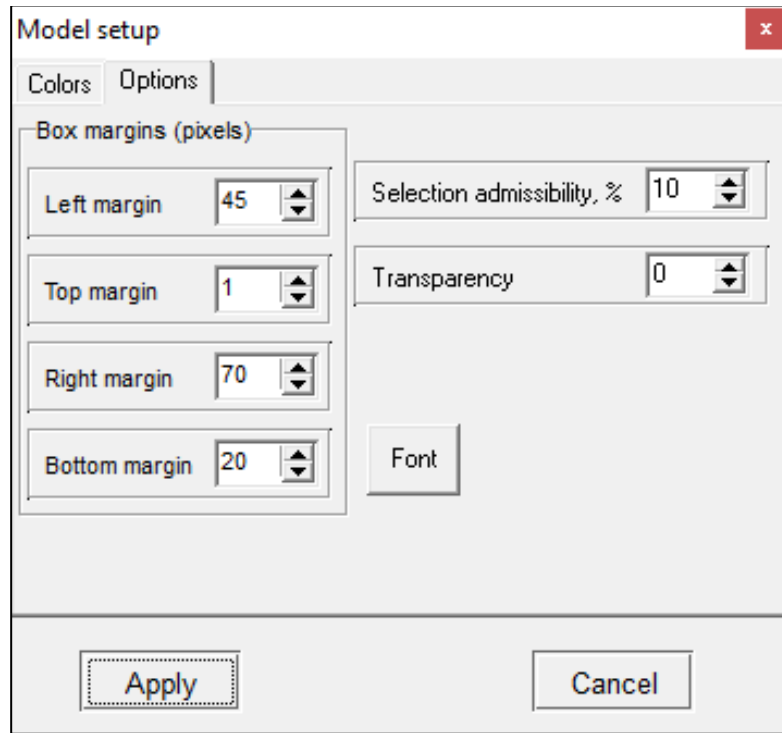 Model setup
x
Colors Options
Box margins (pixels)
Left margin 45
Top margin 1
Right margin 70
Bottom margin 20
Selection admissibility, % 10
Transparency 0
Font
Apply Cancel